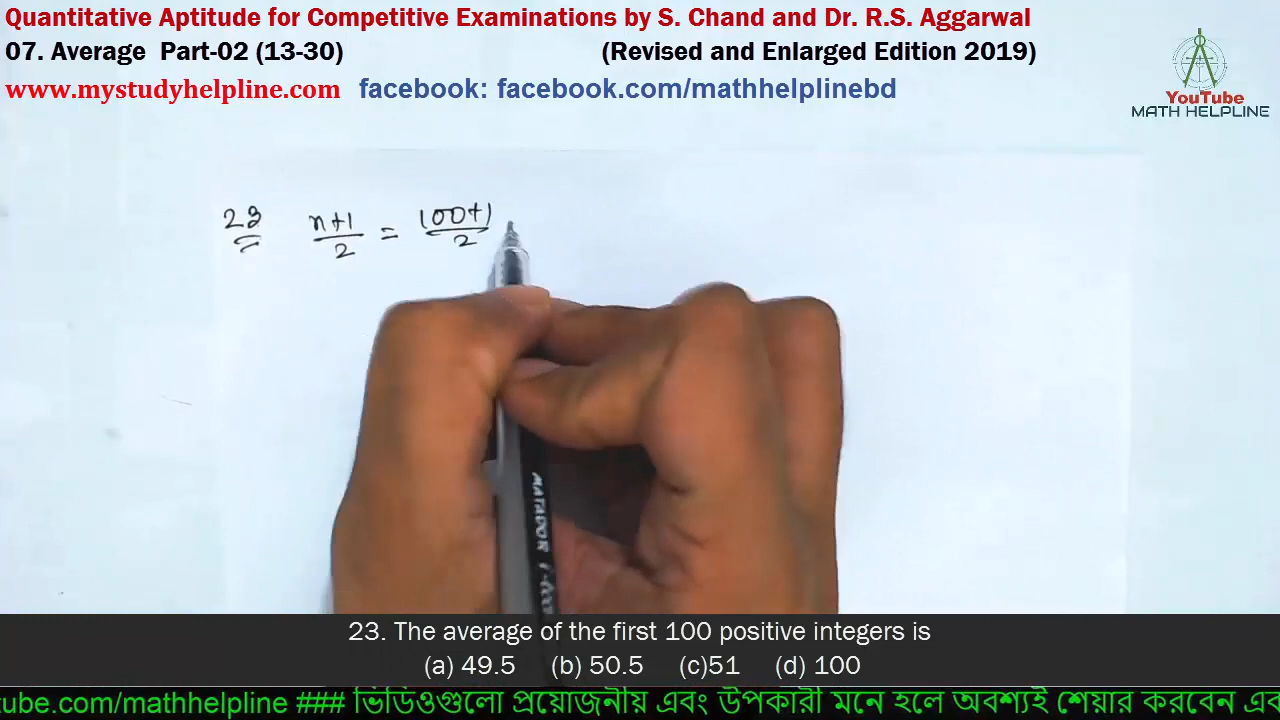 Quantitative Aptitude for Competitive Examinations by S. Chand and Dr. R.S. Aggarwal
07. Average Part-02 (13-30) (Revised and Enlarged Edition 2019)
www.mystudyhelpline.com facebook: facebook.com/mathhelplinebd
YouTube
MATH HELPLINE
23 n+1/2 = 100+1/2
MATADOR i-
23. The average of the first 100 positive integers is
(a) 49.5 (b) 50.5 (c)51 (d) 100
tube.com/mathhelpline ### ভিডিওগুলো প্রয়োজনীয় এবং উপকারী মনে হলে অবশ্যই শেয়ার করবেন এব